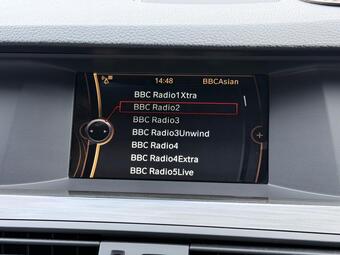 14:48 BBCAsian
BBC Radio1Xtra
BBC Radio2
BBC Radio3
BBC Radio3Unwind
BBC Radio4
BBC Radio4Extra
BBC Radio5Live
+